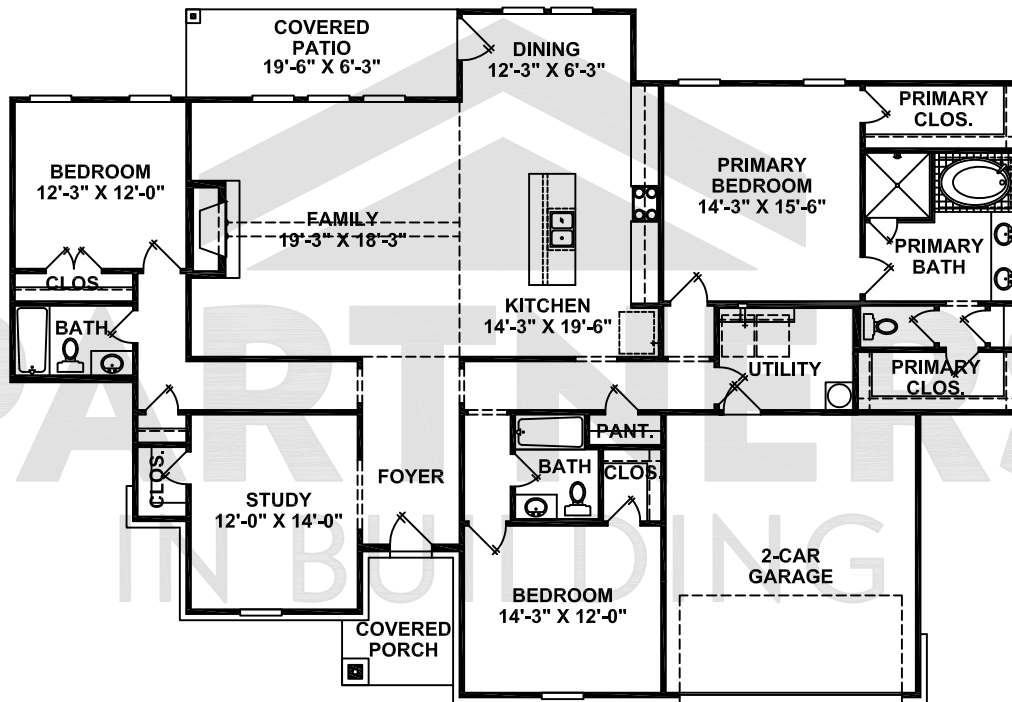 COVERED
PATIO
19'-6" X 6'-3"
DINING
12'-3" X 6'-3"
PRIMARY
CLOS.
BEDROOM
12'-3" X 12'-0"
PRIMARY
BEDROOM
14'-3" X 15'-6"
FAMILY
19'-3" X 18'-3"
PRIMARY
BATH
CLOS.
KITCHEN
14'-3" X 19'-6"
BATH
UTILITY
PRIMARY
CLOS.
PARTNERS
PANT.
CLOS.
STUDY
12'-0" X 14'-0"
FOYER
BATH
CLOS.
IN BUILDING
2-CAR
GARAGE
BEDROOM
14'-3" X 12'-0"
COVERED
PORCH